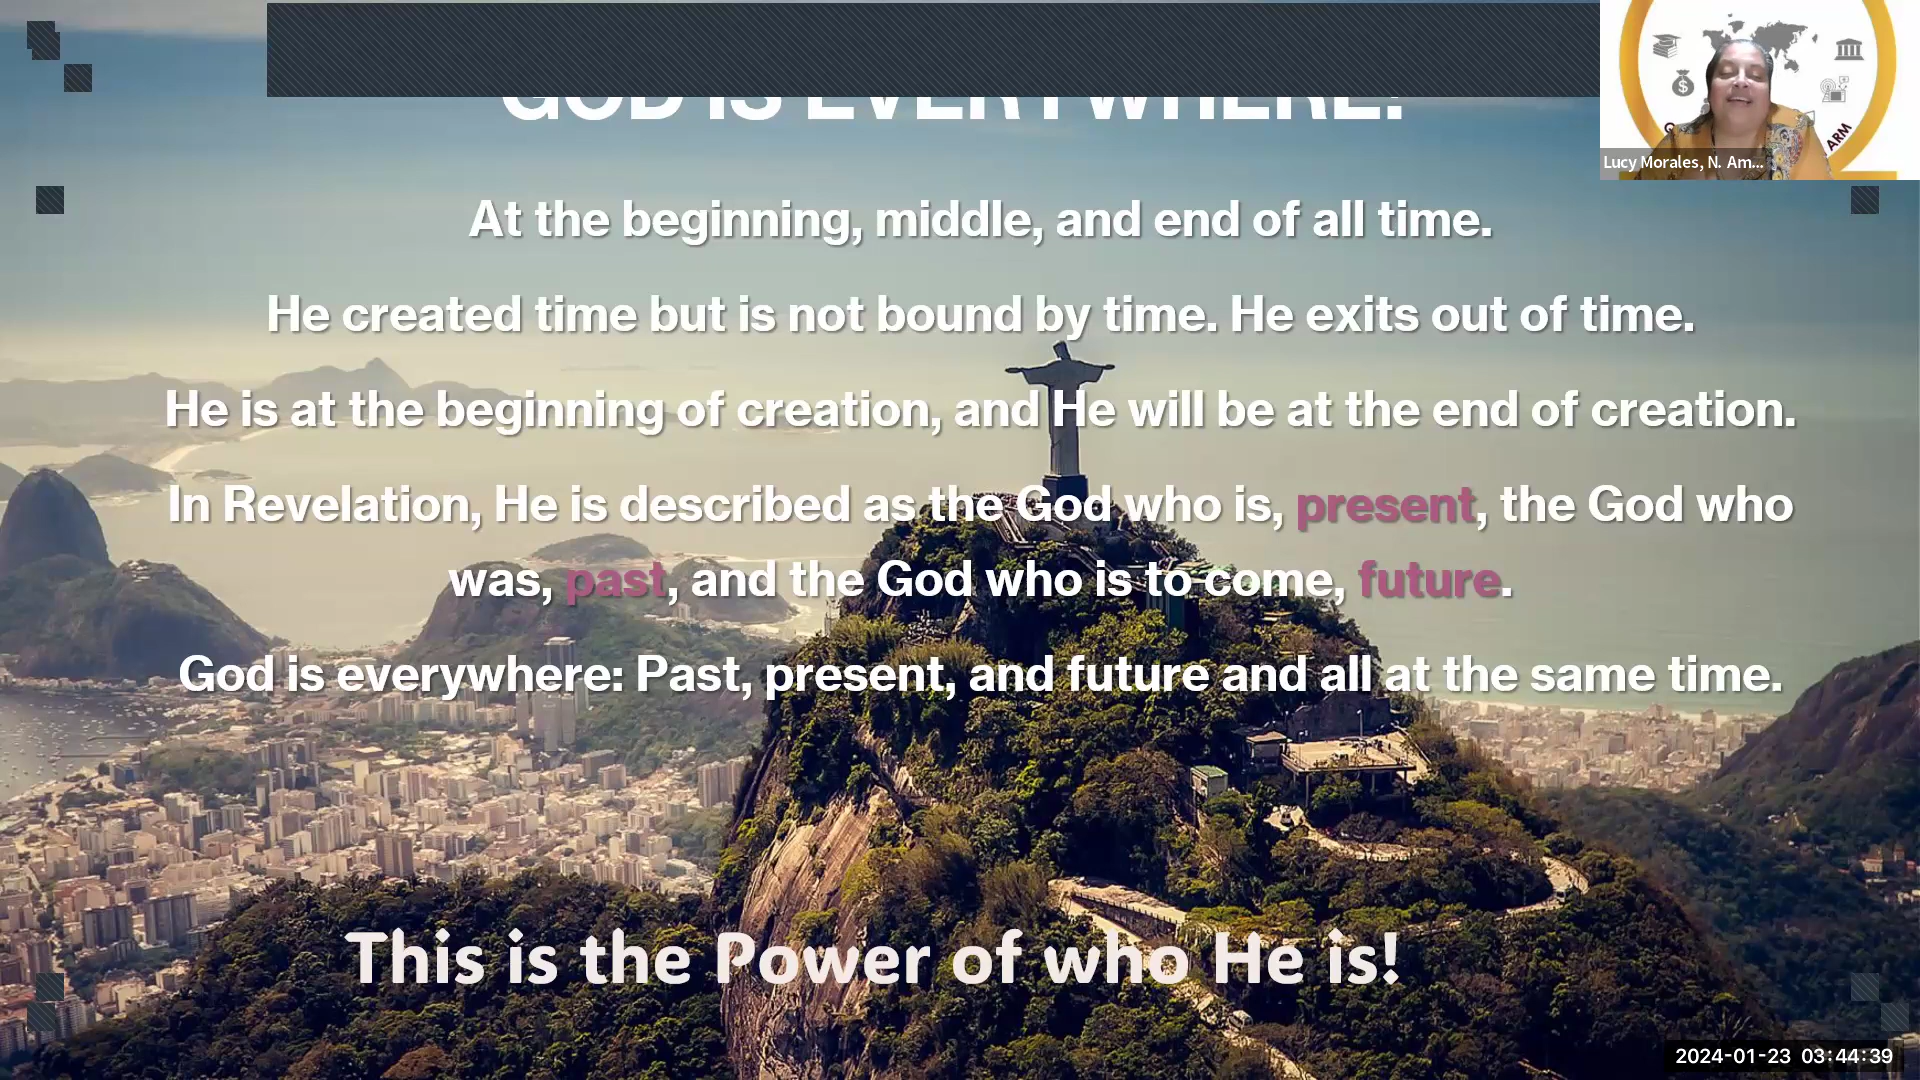 GOD IS EVERYWHERE!
At the beginning, middle, and end of all time.
He created time but is not bound by time. He exits out of time.
He is at the beginning of creation, and He will be at the end of creation.
In Revelation, He is described as the God who is, present, the God who
was, past, and the God who is to come, future.
God is everywhere: Past, present, and future and all at the same time.
This is the Power of who He is!
ARM
Lucy Morales, N. Am...
2024-01-23 03:44:39